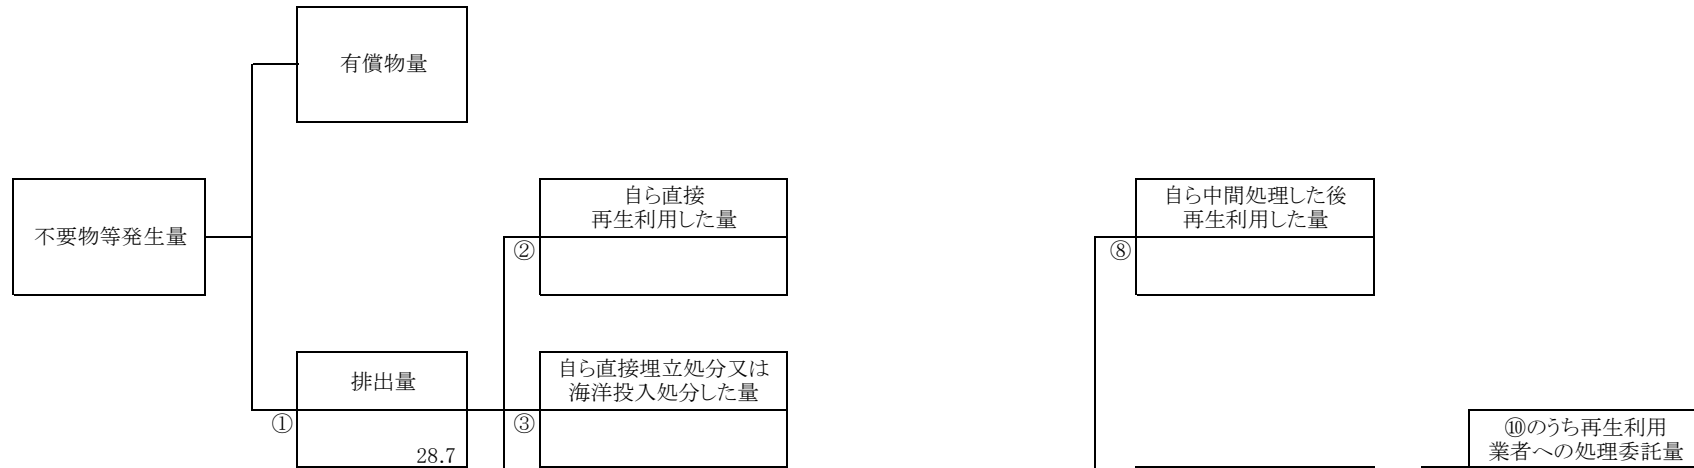 有償物量
不要物等発生量
自ら直接
再生利用した量
②
自ら中間処理した後
再生利用した量
⑧
排出量
①
28.7
自ら直接埋立処分又は
海洋投入処分した量
③
⑩のうち再生利用
業者への処理委託量